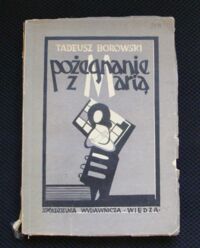 TADEUSZ BOROWSKI
pożegnanie
z Marią
SPÓŁDZIELNIA WYDAWNICZA - WIEDZA